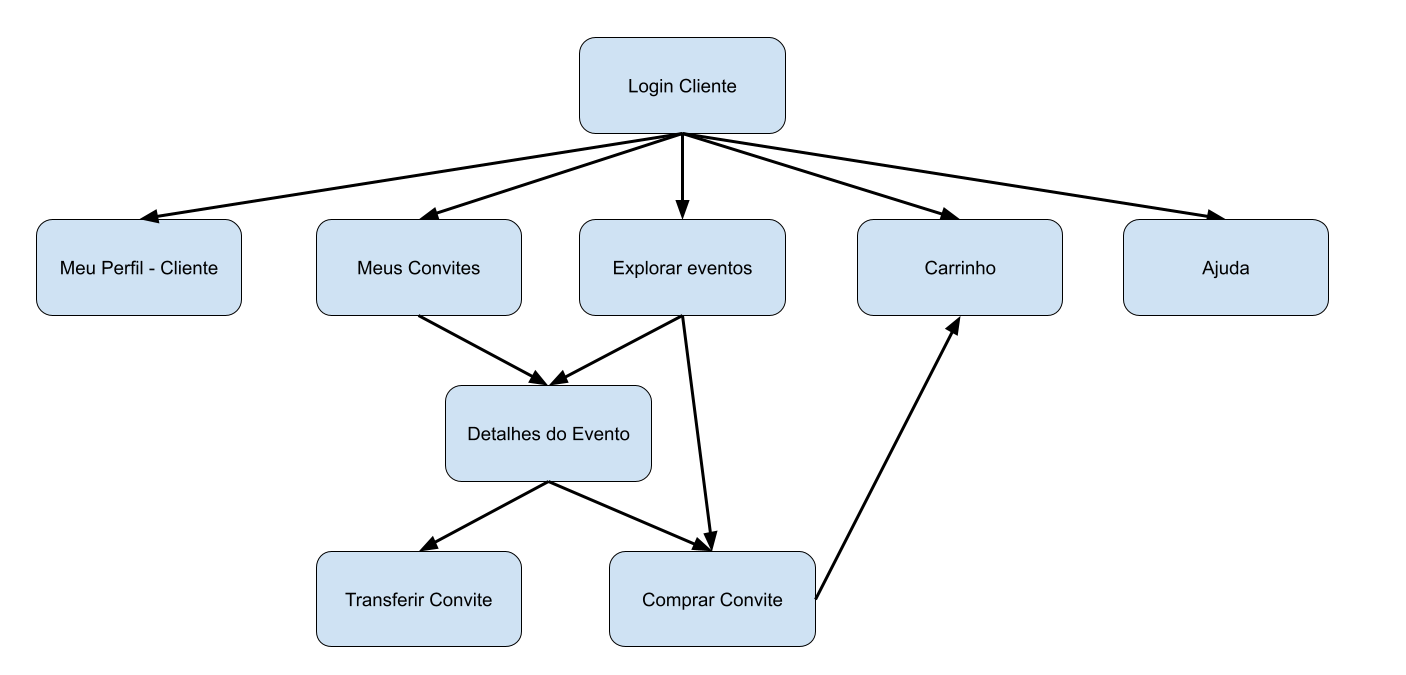 Login Cliente
Meu Perfil - Cliente
Meus Convites
Explorar eventos
Carrinho
Ajuda
Detalhes do Evento
Transferir Convite
Comprar Convite